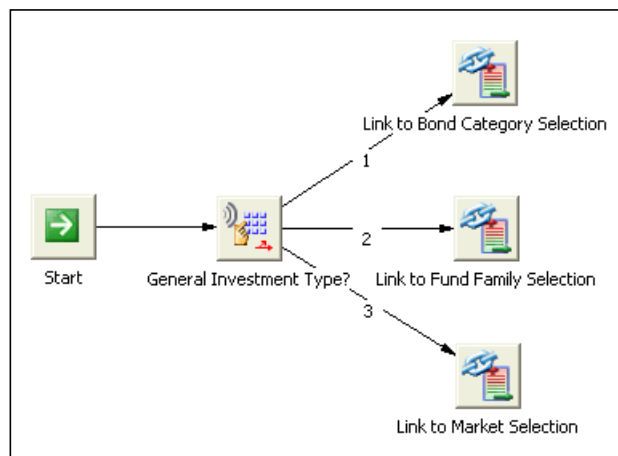 Link to Bond Category Selection
1
Start
General Investment Type?
2
Link to Fund Family Selection
3
Link to Market Selection